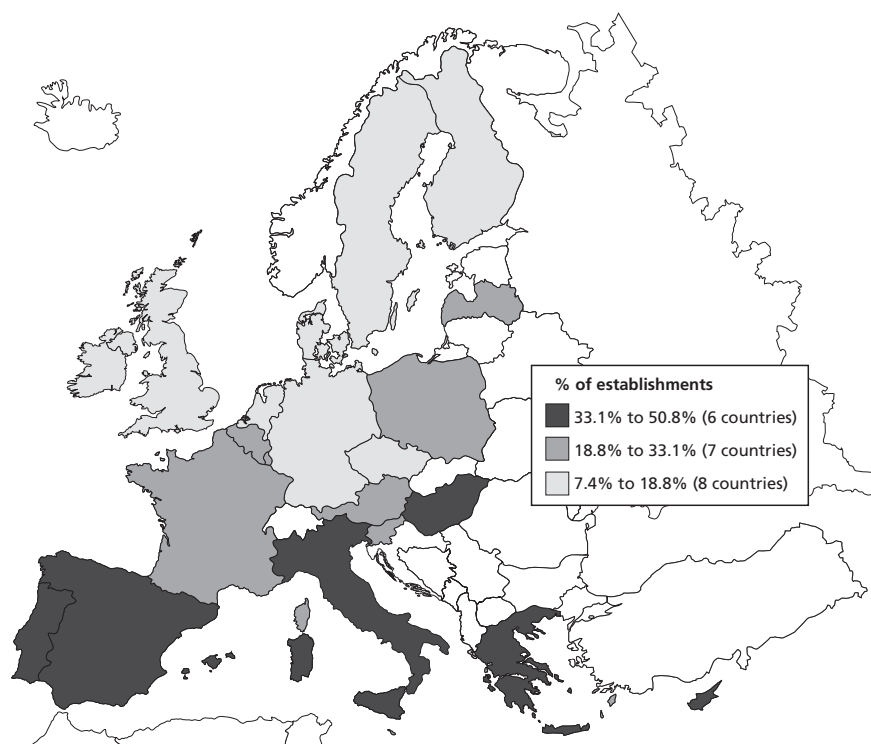 % of establishments
33.1% to 50.8% (6 countries)
18.8% to 33.1% (7 countries)
7.4% to 18.8% (8 countries)